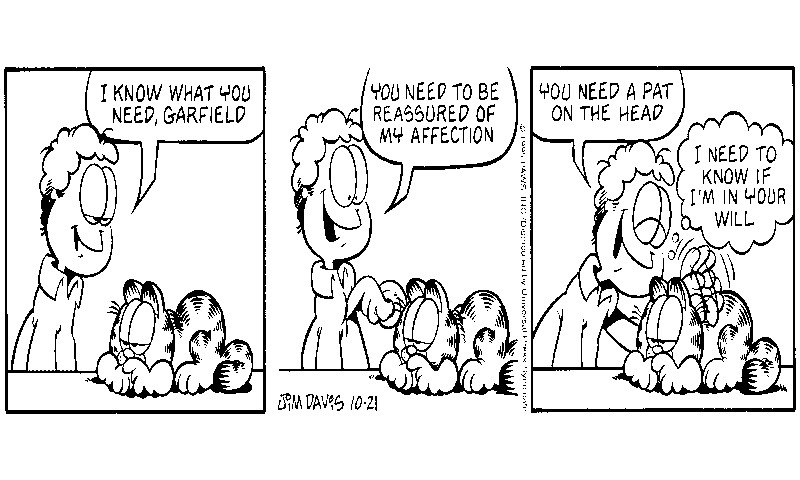 I KNOW WHAT YOU
NEED, GARFIELD
YOU NEED TO BE
REASSURED OF
MY AFFECTION
JIM DAVIS 10-21
YOU NEED A PAT
ON THE HEAD
I NEED TO
KNOW IF
I'M IN YOUR
WILL